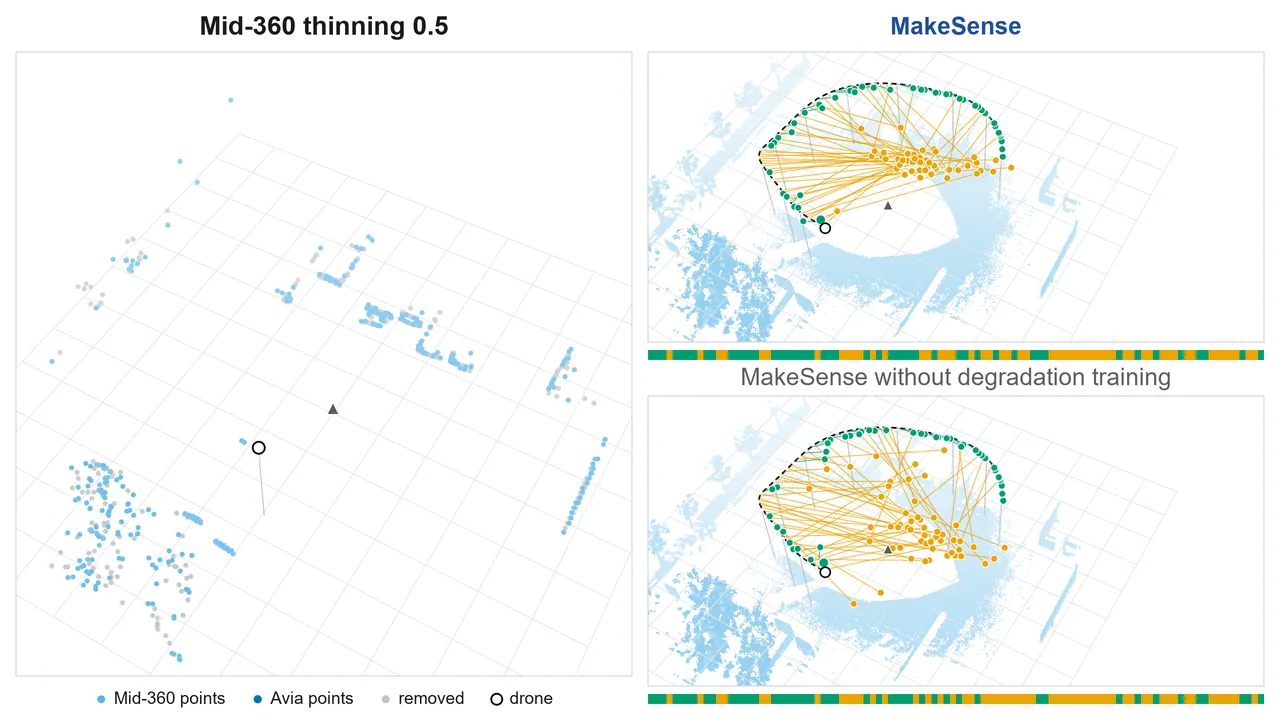 Mid-360 thinning 0.5
MakeSense
MakeSense without degradation training
Mid-360 points
Avia points
removed
drone